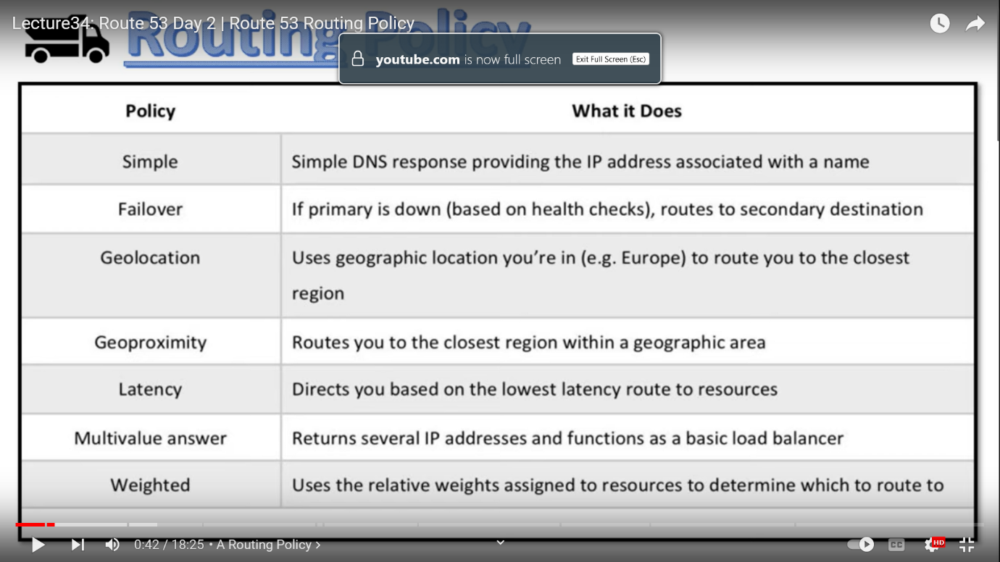 Lecture34: Route 53 Day 2 | Route 53 Routing Policy
Routing Policy
youtube.com is now full screen Exit Full Screen (Esc)
Policy What it Does
Simple Simple DNS response providing the IP address associated with a name
Failover If primary is down (based on health checks), routes to secondary destination
Geolocation Uses geographic location you’re in (e.g. Europe) to route you to the closest
region
Geoproximity Routes you to the closest region within a geographic area
Latency Directs you based on the lowest latency route to resources
Multivalue answer Returns several IP addresses and functions as a basic load balancer
Weighted Uses the relative weights assigned to resources to determine which to route to
0:42 / 18:25 • A Routing Policy › CC HD